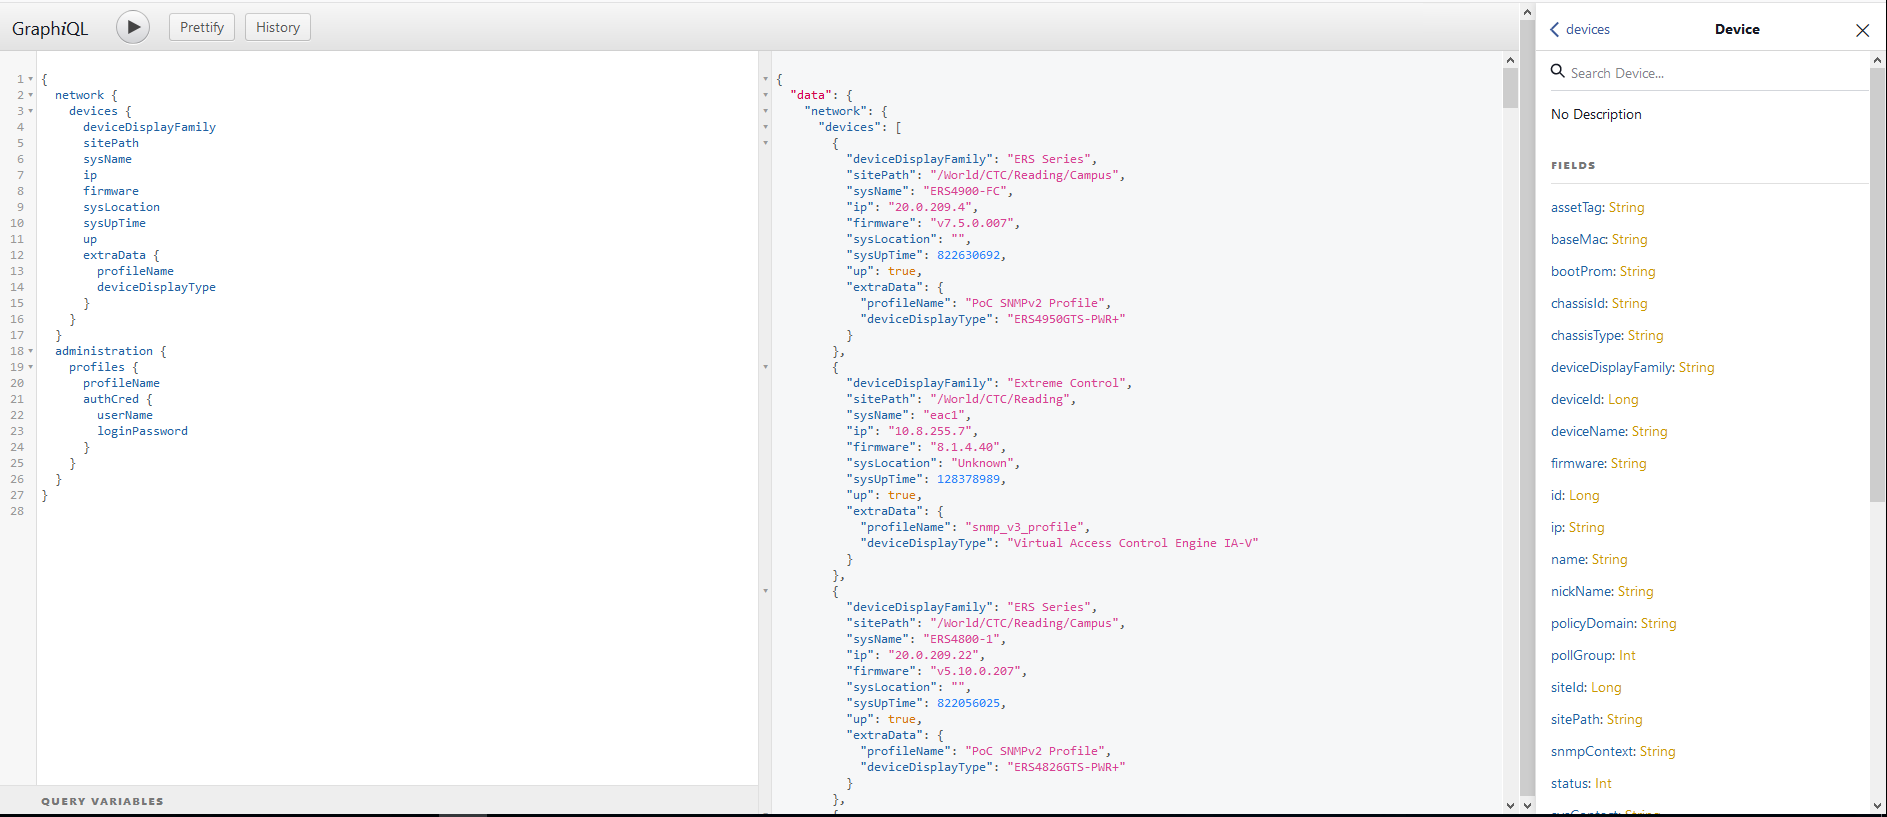 GraphiQL
Prettify
History
1 {
2 network {
3 devices {
4 deviceDisplayFamily
5 sitePath
6 sysName
7 ip
8 firmware
9 sysLocation
10 sysUpTime
11 up
12 extraData {
13 profileName
14 deviceDisplayType
15 }
16 }
17 }
18 administration {
19 profiles {
20 profileName
21 authCred {
22 userName
23 loginPassword
24 }
25 }
26 }
27 }
28
QUERY VARIABLES
{
"data": {
"network": {
"devices": [
{
"deviceDisplayFamily": "ERS Series",
"sitePath": "/World/CTC/Reading/Campus",
"sysName": "ERS4900-FC",
"ip": "20.0.209.4",
"firmware": "v7.5.0.007",
"sysLocation": "",
"sysUpTime": 822630692,
"up": true,
"extraData": {
"profileName": "PoC SNMPv2 Profile",
"deviceDisplayType": "ERS4950GTS-PWR+"
}
},
{
"deviceDisplayFamily": "Extreme Control",
"sitePath": "/World/CTC/Reading",
"sysName": "eac1",
"ip": "10.8.255.7",
"firmware": "8.1.4.40",
"sysLocation": "Unknown",
"sysUpTime": 128378989,
"up": true,
"extraData": {
"profileName": "snmp_v3_profile",
"deviceDisplayType": "Virtual Access Control Engine IA-V"
}
},
{
"deviceDisplayFamily": "ERS Series",
"sitePath": "/World/CTC/Reading/Campus",
"sysName": "ERS4800-1",
"ip": "20.0.209.22",
"firmware": "v5.10.0.207",
"sysLocation": "",
"sysUpTime": 822056025,
"up": true,
"extraData": {
"profileName": "PoC SNMPv2 Profile",
"deviceDisplayType": "ERS4826GTS-PWR+"
}
},
{
devices
Device
Search Device...
No Description
FIELDS
assetTag: String
baseMac: String
bootProm: String
chassisId: String
chassisType: String
deviceDisplayFamily: String
deviceId: Long
deviceName: String
firmware: String
id: Long
ip: String
name: String
nickName: String
policyDomain: String
pollGroup: Int
siteId: Long
sitePath: String
snmpContext: String
status: Int